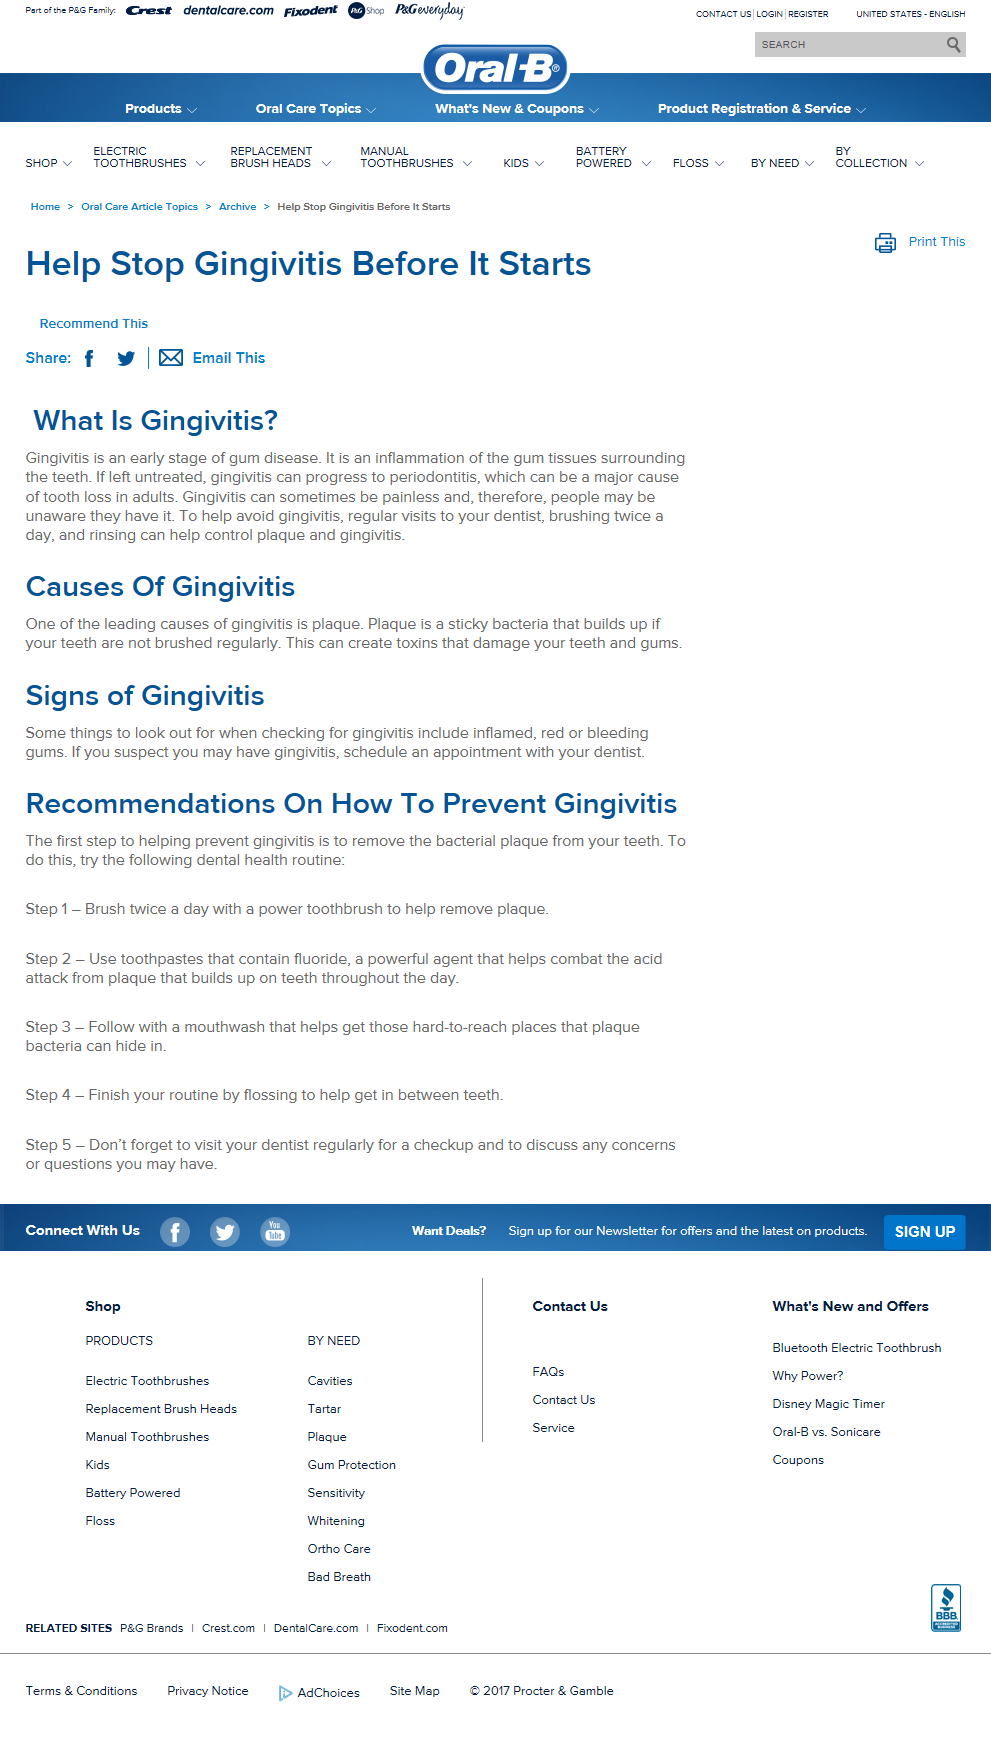 Part of the P&G Family: Crest dentalcare.com Fixodent P&G Shop P&Geveryday
CONTACT US | LOGIN | REGISTER UNITED STATES - ENGLISH
SEARCH
Oral-B®
Products Oral Care Topics What's New & Coupons Product Registration & Service
SHOP ELECTRIC TOOTHBRUSHES REPLACEMENT BRUSH HEADS MANUAL TOOTHBRUSHES KIDS BATTERY POWERED FLOSS BY NEED BY COLLECTION
Home > Oral Care Article Topics > Archive > Help Stop Gingivitis Before It Starts
Print This
Help Stop Gingivitis Before It Starts
Recommend This
Share: Email This
What Is Gingivitis?
Gingivitis is an early stage of gum disease. It is an inflammation of the gum tissues surrounding
the teeth. If left untreated, gingivitis can progress to periodontitis, which can be a major cause
of tooth loss in adults. Gingivitis can sometimes be painless and, therefore, people may be
unaware they have it. To help avoid gingivitis, regular visits to your dentist, brushing twice a
day, and rinsing can help control plaque and gingivitis.
Causes Of Gingivitis
One of the leading causes of gingivitis is plaque. Plaque is a sticky bacteria that builds up if
your teeth are not brushed regularly. This can create toxins that damage your teeth and gums.
Signs of Gingivitis
Some things to look out for when checking for gingivitis include inflamed, red or bleeding
gums. If you suspect you may have gingivitis, schedule an appointment with your dentist.
Recommendations On How To Prevent Gingivitis
The first step to helping prevent gingivitis is to remove the bacterial plaque from your teeth. To
do this, try the following dental health routine:
Step 1 – Brush twice a day with a power toothbrush to help remove plaque.
Step 2 – Use toothpastes that contain fluoride, a powerful agent that helps combat the acid
attack from plaque that builds up on teeth throughout the day.
Step 3 – Follow with a mouthwash that helps get those hard-to-reach places that plaque
bacteria can hide in.
Step 4 – Finish your routine by flossing to help get in between teeth.
Step 5 – Don't forget to visit your dentist regularly for a checkup and to discuss any concerns
or questions you may have.
Connect With Us You Tube Want Deals? Sign up for our Newsletter for offers and the latest on products. SIGN UP
Shop
PRODUCTS
Electric Toothbrushes
Replacement Brush Heads
Manual Toothbrushes
Kids
Battery Powered
Floss
BY NEED
Cavities
Tartar
Plaque
Gum Protection
Sensitivity
Whitening
Ortho Care
Bad Breath
Contact Us
FAQs
Contact Us
Service
What's New and Offers
Bluetooth Electric Toothbrush
Why Power?
Disney Magic Timer
Oral-B vs. Sonicare
Coupons
BBB.
ACCREDITED
BUSINESS
RELATED SITES P&G Brands | Crest.com | DentalCare.com | Fixodent.com
Terms & Conditions Privacy Notice AdChoices Site Map © 2017 Procter & Gamble